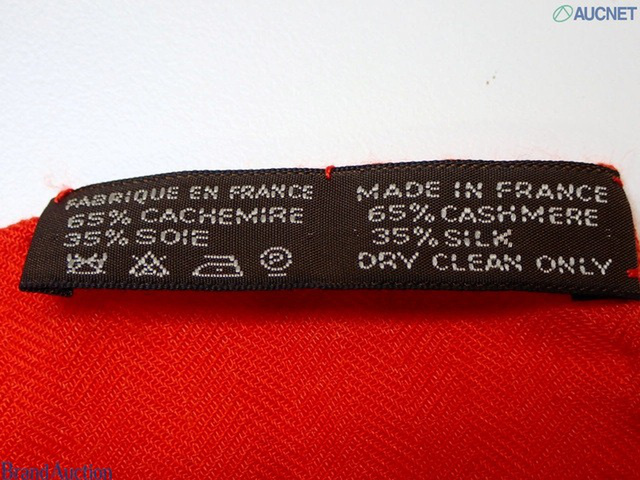 AUCNET
FABRIQUE EN FRANCE
65% CACHEMIRE
35% SOIE
P
MADE IN FRANCE
65% CASHMERE
35% SILK
DRY CLEAN ONLY
Brand Auction